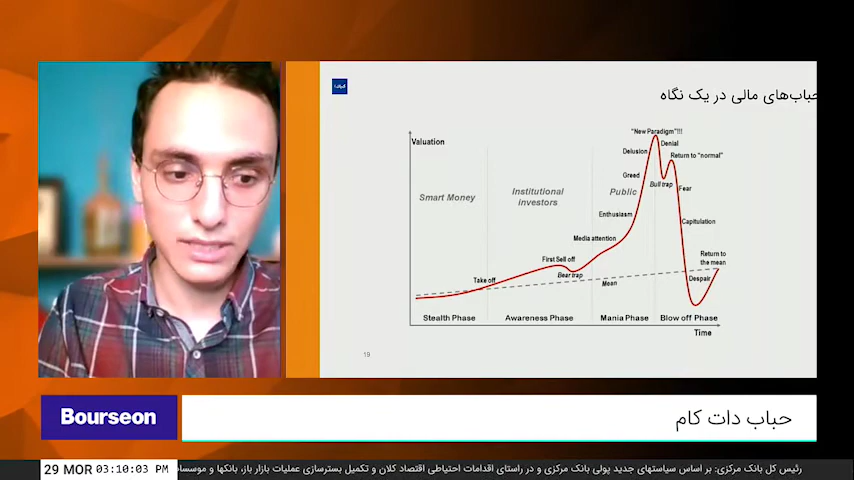 حباب‌های مالی در یک نگاه
"New Paradigm"!!!
Valuation
Denial
Delusion
Return to "normal"
Greed
Bull trap
Smart Money
Institutional
investors
Public
Fear
Enthusiasm
Capitulation
Media attention
First Sell off
Return to
the mean
Bear trap
Take off
Mean
Despair
Stealth Phase
Awareness Phase
Mania Phase
Blow off Phase
Time
19
Bourseon
حباب دات کام
29 MOR 03:10:03 PM
رئیس کل بانک مرکزی: بر اساس سیاستهای جدید پولی بانک مرکزی و در راستای اقدامات احتیاطی اقتصاد کلان و تکمیل بسترسازی عملیات بازار باز، بانکها و موسسات